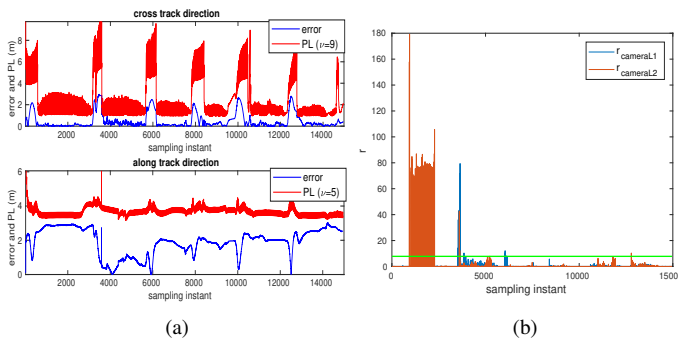 cross track direction
error
PL (ν=9)
error and PL (m)
8
6
4
2
0
2000 4000 6000 8000 10000 12000 14000
sampling instant
along track direction
error
PL (ν=5)
error and PL (m)
6
4
2
0
0 2000 4000 6000 8000 10000 12000 14000
sampling instant
(a)
r cameraL1
r cameraL2
r
180
160
140
120
100
80
60
40
20
0
0 5000 10000 1500
sampling instant
(b)